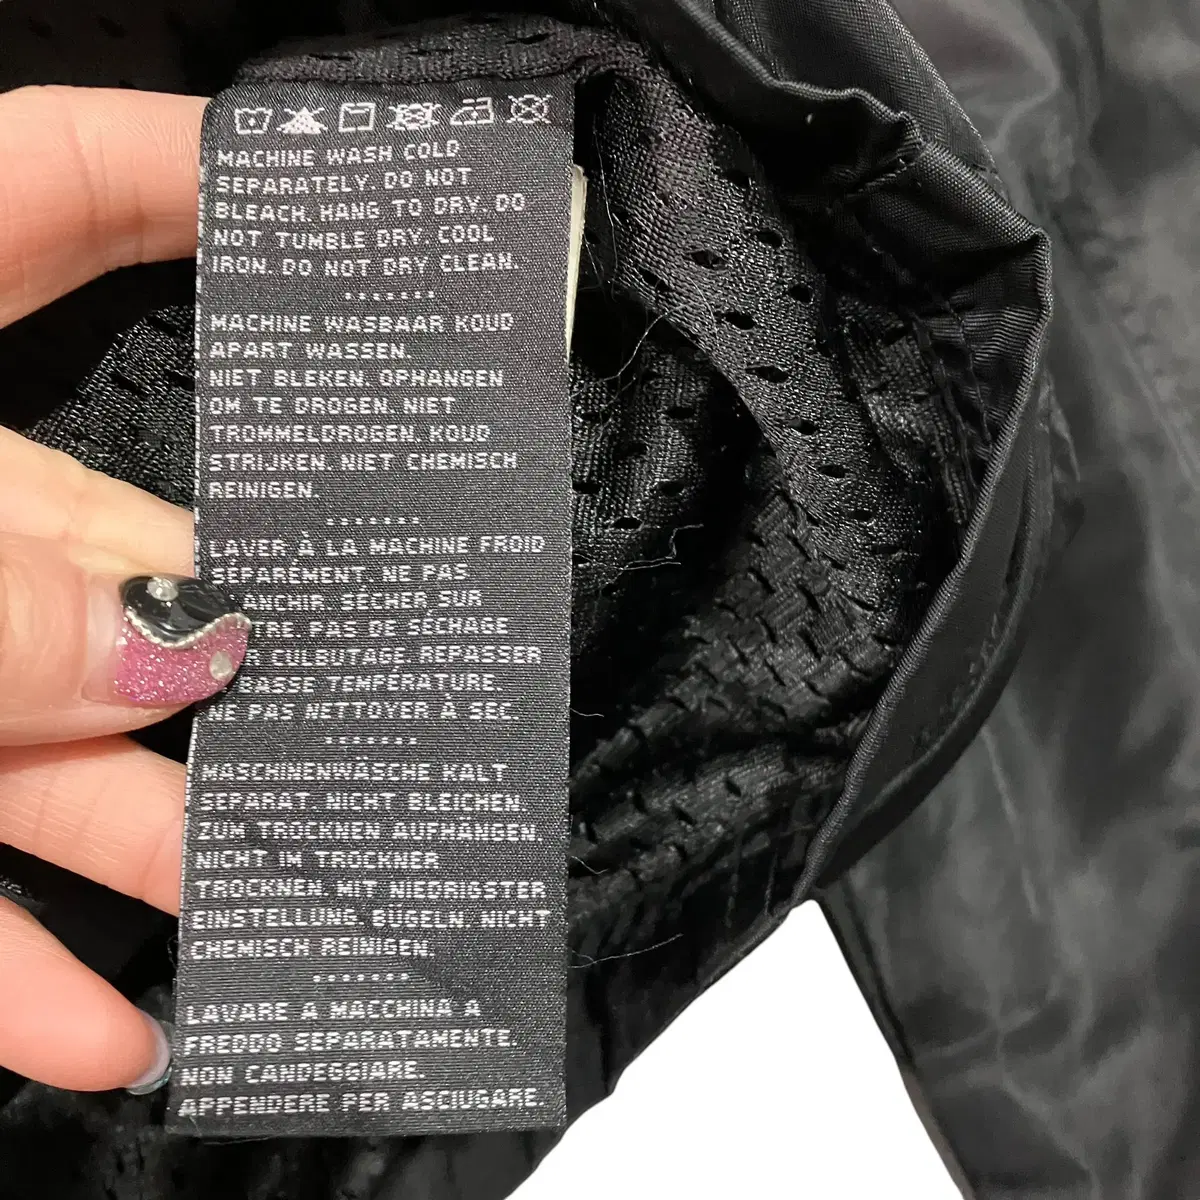 MACHINE WASH COLD
SEPARATELY. DO NOT
BLEACH. HANG TO DRY. DO
NOT TUMBLE DRY. COOL
IRON. DO NOT DRY CLEAN.
.......
MACHINE WASBAAR KOUD
APART WASSEN.
NIET BLEKEN. OPHANGEN
OM TE DROGEN. NIET
TROMMELDROGEN. KOUD
STRIJKEN. NIET CHEMISCH
REINIGEN.
.......
LAVER À LA MACHINE FROID
SÉPARÉMENT. NE PAS
ANCHIR. SÉCHER SUR
TRE. PAS DE SÉCHAGE
R CULBUTAGE REPASSER
BASSE TEMPÉRATURE.
NE PAS NETTOYER À SEC.
.......
MASCHINENWÄSCHE KALT
SEPARAT. NICHT BLEICHEN.
ZUM TROCKNEN AUFHÄNGEN.
NICHT IM TROCKNER
TROCKNEN. MIT NIEDRIGSTER
EINSTELLUNG BÜGELN. NICHT
CHEMISCH REINIGEN.
.......
LAVARE A MACCHINA A
FREDDO SEPARATAMENTE.
NON CANDEGGIARE.
APPENDERE PER ASCIUGARE.